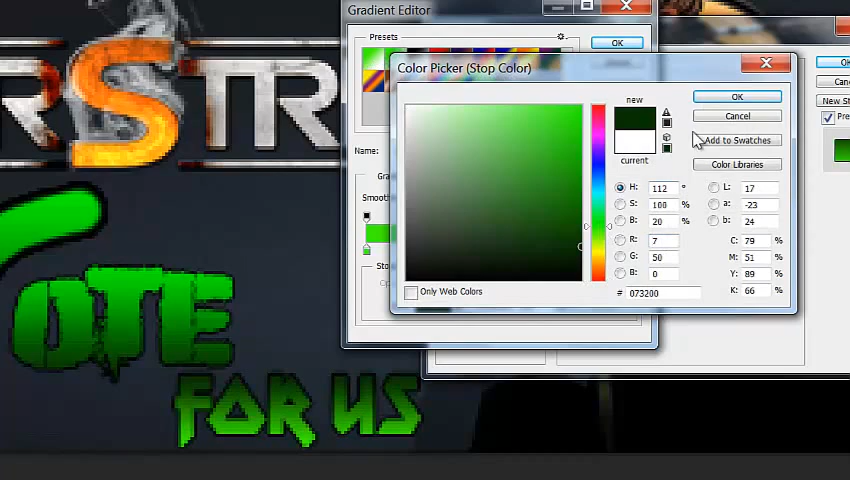 Gradient Editor
Presets
OK
Color Picker (Stop Color)
new
current
OK
Cancel
Add to Swatches
Color Libraries
H: 112 °
S: 100 %
B: 20 %
R: 7
G: 50
B: 0
# 073200
L: 17
a: -23
b: 24
C: 79 %
M: 51 %
Y: 89 %
K: 66 %
Only Web Colors
Name:
New St
RSTR
VOTE
FOR US